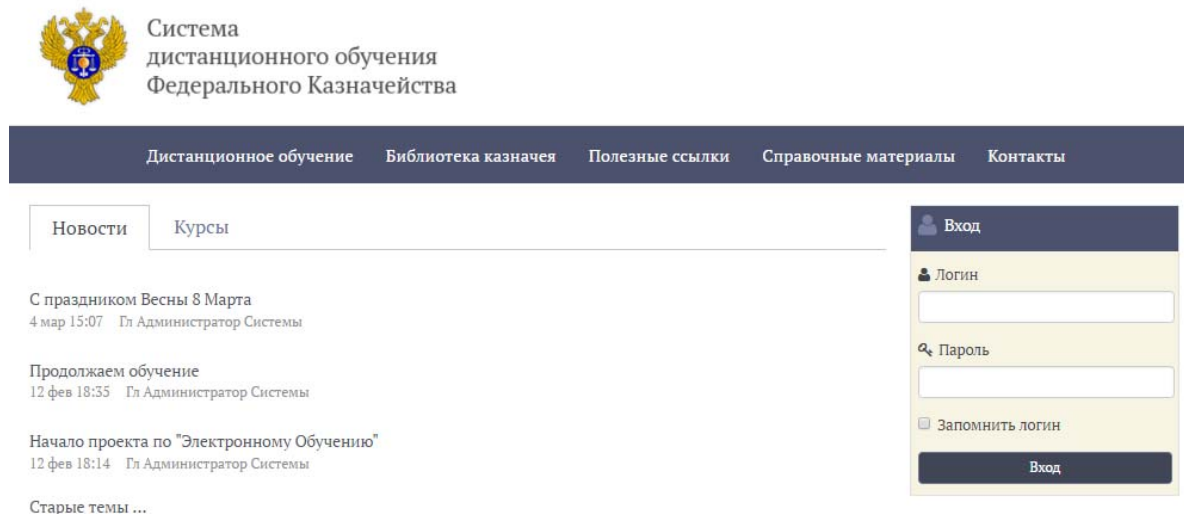 Система
дистанционного обучения
Федерального Казначейства
Дистанционное обучение Библиотека казначея Полезные ссылки Справочные материалы Контакты
Новости Курсы
С праздником Весны 8 Марта
4 мар 15:07 Гл Администратор Системы
Продолжаем обучение
12 фев 18:35 Гл Администратор Системы
Начало проекта по "Электронному Обучению"
12 фев 18:14 Гл Администратор Системы
Старые темы ...
Вход
Логин
Пароль
Запомнить логин
Вход